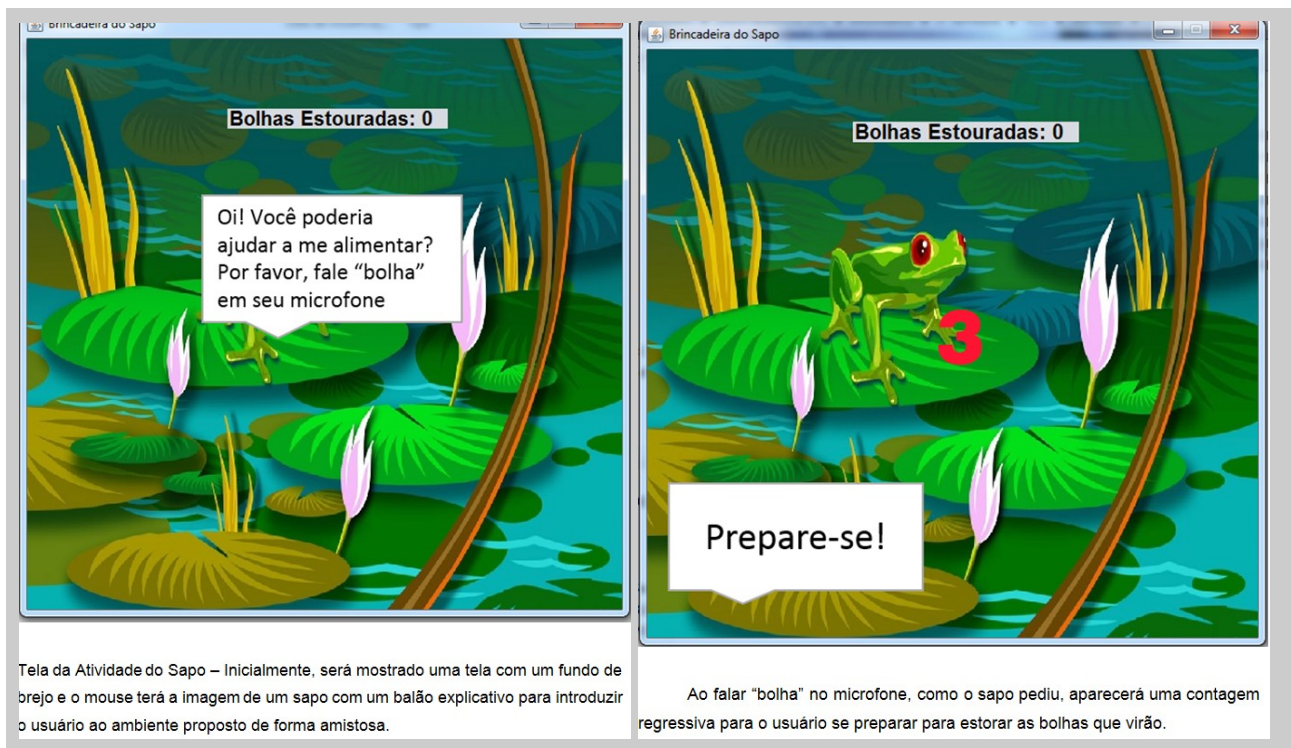 Brincadeira do Sapo
Bolhas Estouradas: 0
Oi! Você poderia
ajudar a me alimentar?
Por favor, fale “bolha”
em seu microfone
Tela da Atividade do Sapo – Inicialmente, será mostrado uma tela com um fundo de
brejo e o mouse terá a imagem de um sapo com um balão explicativo para introduzir
o usuário ao ambiente proposto de forma amistosa.
Brincadeira do Sapo
Bolhas Estouradas: 0
3
Prepare-se!
Ao falar “bolha” no microfone, como o sapo pediu, aparecerá uma contagem
regressiva para o usuário se preparar para estorar as bolhas que virão.